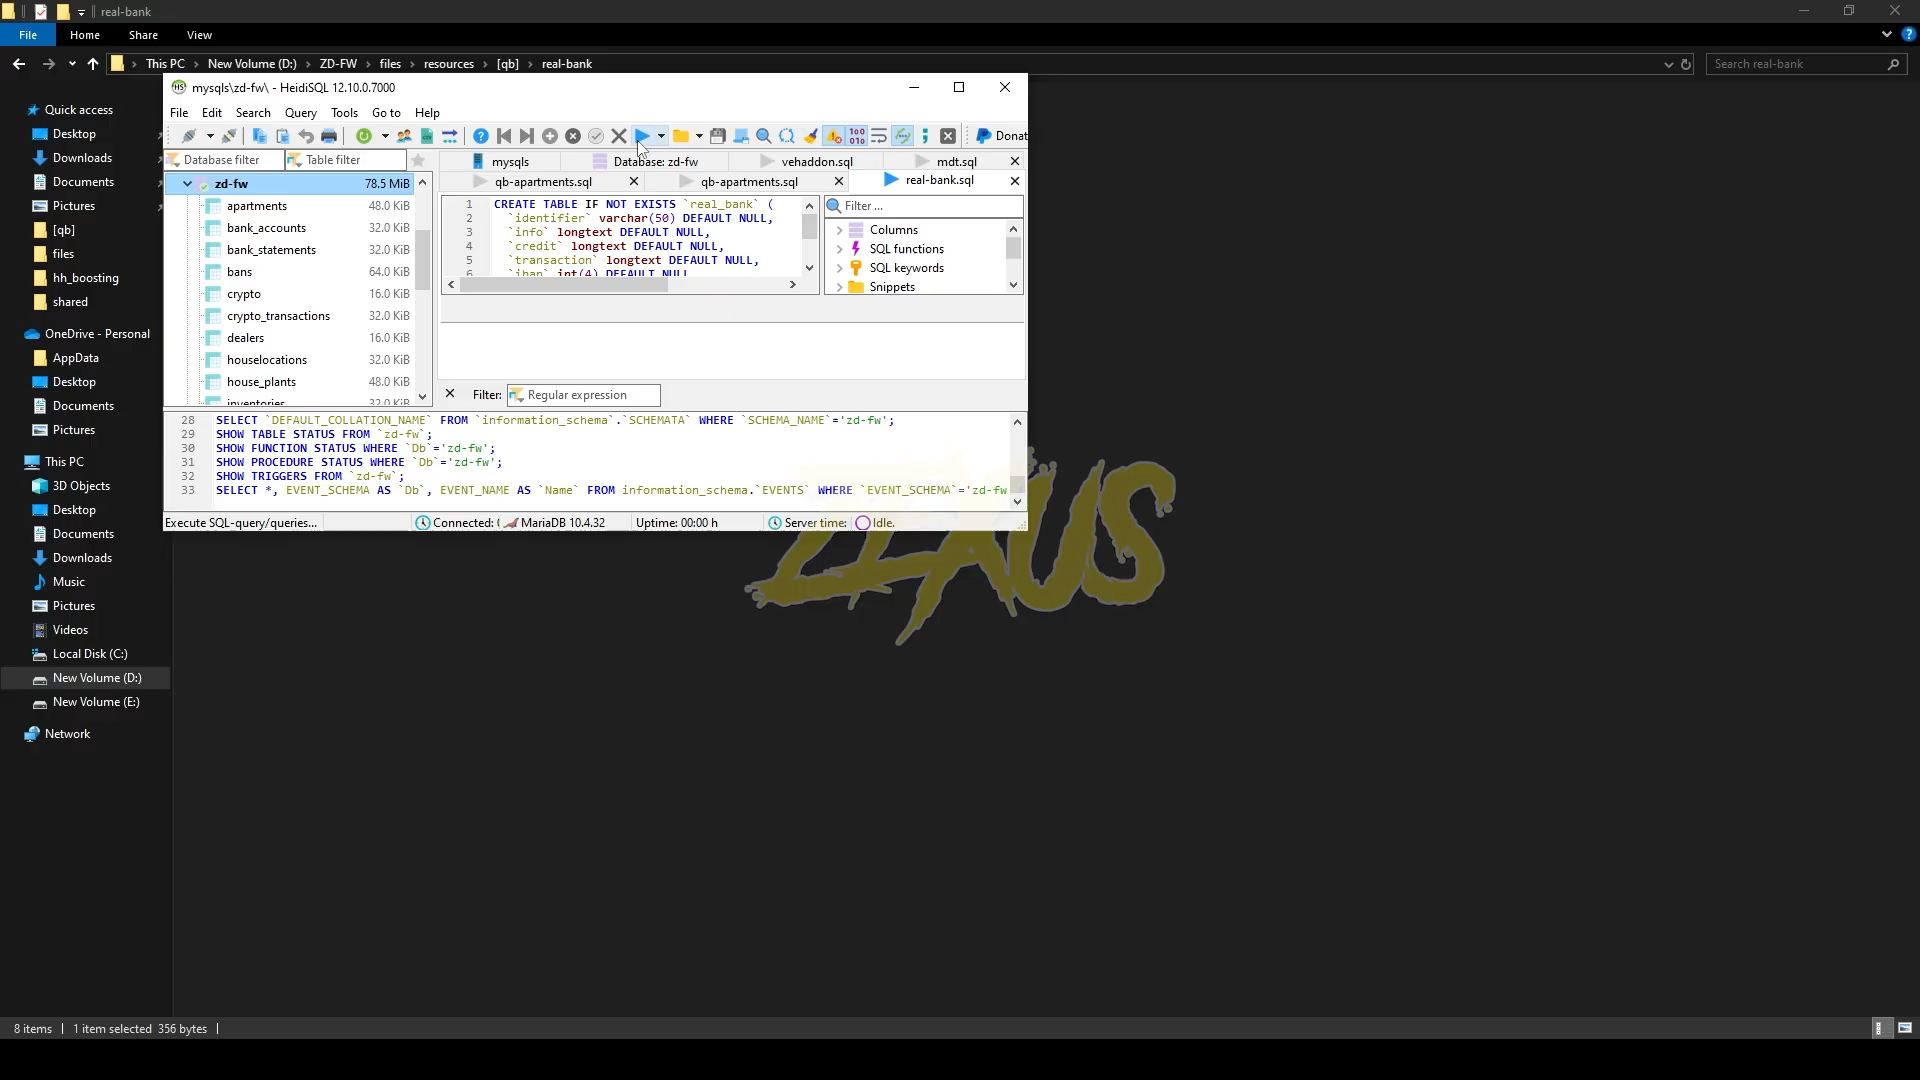 real-bank
File Home Share View
This PC New Volume (D:) ZD-FW files resources [qb] real-bank
Search real-bank
Quick access
Desktop
Downloads
Documents
Pictures
[qb]
files
hh_boosting
shared
OneDrive - Personal
AppData
Desktop
Documents
Pictures
This PC
3D Objects
Desktop
Documents
Downloads
Music
Pictures
Videos
Local Disk (C:)
New Volume (D:)
New Volume (E:)
Network
mysqls\zd-fw\ - HeidiSQL 12.10.0.7000
File Edit Search Query Tools Go to Help
Donat
Database filter Table filter
mysqls Database: zd-fw vehaddon.sql mdt.sql
qb-apartments.sql qb-apartments.sql real-bank.sql
zd-fw 78.5 MiB
apartments 48.0 KiB
bank_accounts 32.0 KiB
bank_statements 32.0 KiB
bans 64.0 KiB
crypto 16.0 KiB
crypto_transactions 32.0 KiB
dealers 16.0 KiB
houselocations 32.0 KiB
house_plants 48.0 KiB
inventories 32.0 KiB
1 CREATE TABLE IF NOT EXISTS `real_bank` (
2 `identifier` varchar(50) DEFAULT NULL,
3 `info` longtext DEFAULT NULL,
4 `credit` longtext DEFAULT NULL,
5 `transaction` longtext DEFAULT NULL,
6 `iban` int(4) DEFAULT NULL
Filter ...
Columns
SQL functions
SQL keywords
Snippets
Filter: Regular expression
28 SELECT `DEFAULT_COLLATION_NAME` FROM `information_schema`.`SCHEMATA` WHERE `SCHEMA_NAME`='zd-fw';
29 SHOW TABLE STATUS FROM `zd-fw`;
30 SHOW FUNCTION STATUS WHERE `Db`='zd-fw';
31 SHOW PROCEDURE STATUS WHERE `Db`='zd-fw';
32 SHOW TRIGGERS FROM `zd-fw`;
33 SELECT *, EVENT_SCHEMA AS `Db`, EVENT_NAME AS `Name` FROM information_schema.`EVENTS` WHERE `EVENT_SCHEMA`='zd-fw
Execute SQL-query/queries... Connected: MariaDB 10.4.32 Uptime: 00:00 h Server time: Idle.
8 items 1 item selected 356 bytes